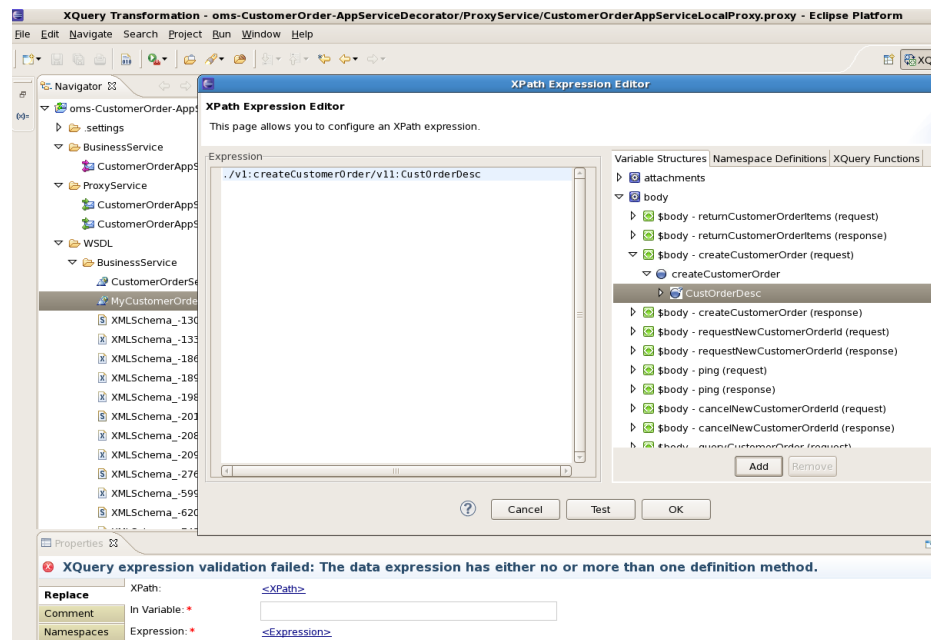 XQuery Transformation - oms-CustomerOrder-AppServiceDecorator/ProxyService/CustomerOrderAppServiceLocalProxy.proxy - Eclipse Platform
File Edit Navigate Search Project Run Window Help
XQ
Navigator
oms-CustomerOrder-AppS
.settings
BusinessService
CustomerOrderAppS
ProxyService
CustomerOrderAppS
CustomerOrderAppS
WSDL
BusinessService
CustomerOrderSe
MyCustomerOrde
XMLSchema_-130
XMLSchema_-133
XMLSchema_-186
XMLSchema_-189
XMLSchema_-198
XMLSchema_-201
XMLSchema_-208
XMLSchema_-209
XMLSchema_-276
XMLSchema_-599
XMLSchema_-620
XPath Expression Editor
XPath Expression Editor
This page allows you to configure an XPath expression.
Expression
./v1:createCustomerOrder/v11:CustOrderDesc
Variable Structures Namespace Definitions XQuery Functions
attachments
body
$body - returnCustomerOrderItems (request)
$body - returnCustomerOrderItems (response)
$body - createCustomerOrder (request)
createCustomerOrder
CustOrderDesc
$body - createCustomerOrder (response)
$body - requestNewCustomerOrderId (request)
$body - requestNewCustomerOrderId (response)
$body - ping (request)
$body - ping (response)
$body - cancelNewCustomerOrderId (request)
$body - cancelNewCustomerOrderId (response)
$body - queryCustomerOrder (request)
Add Remove
Cancel Test OK
Properties
XQuery expression validation failed: The data expression has either no or more than one definition method.
Replace
Comment
Namespaces
XPath: <XPath>
In Variable: *
Expression: * <Expression>